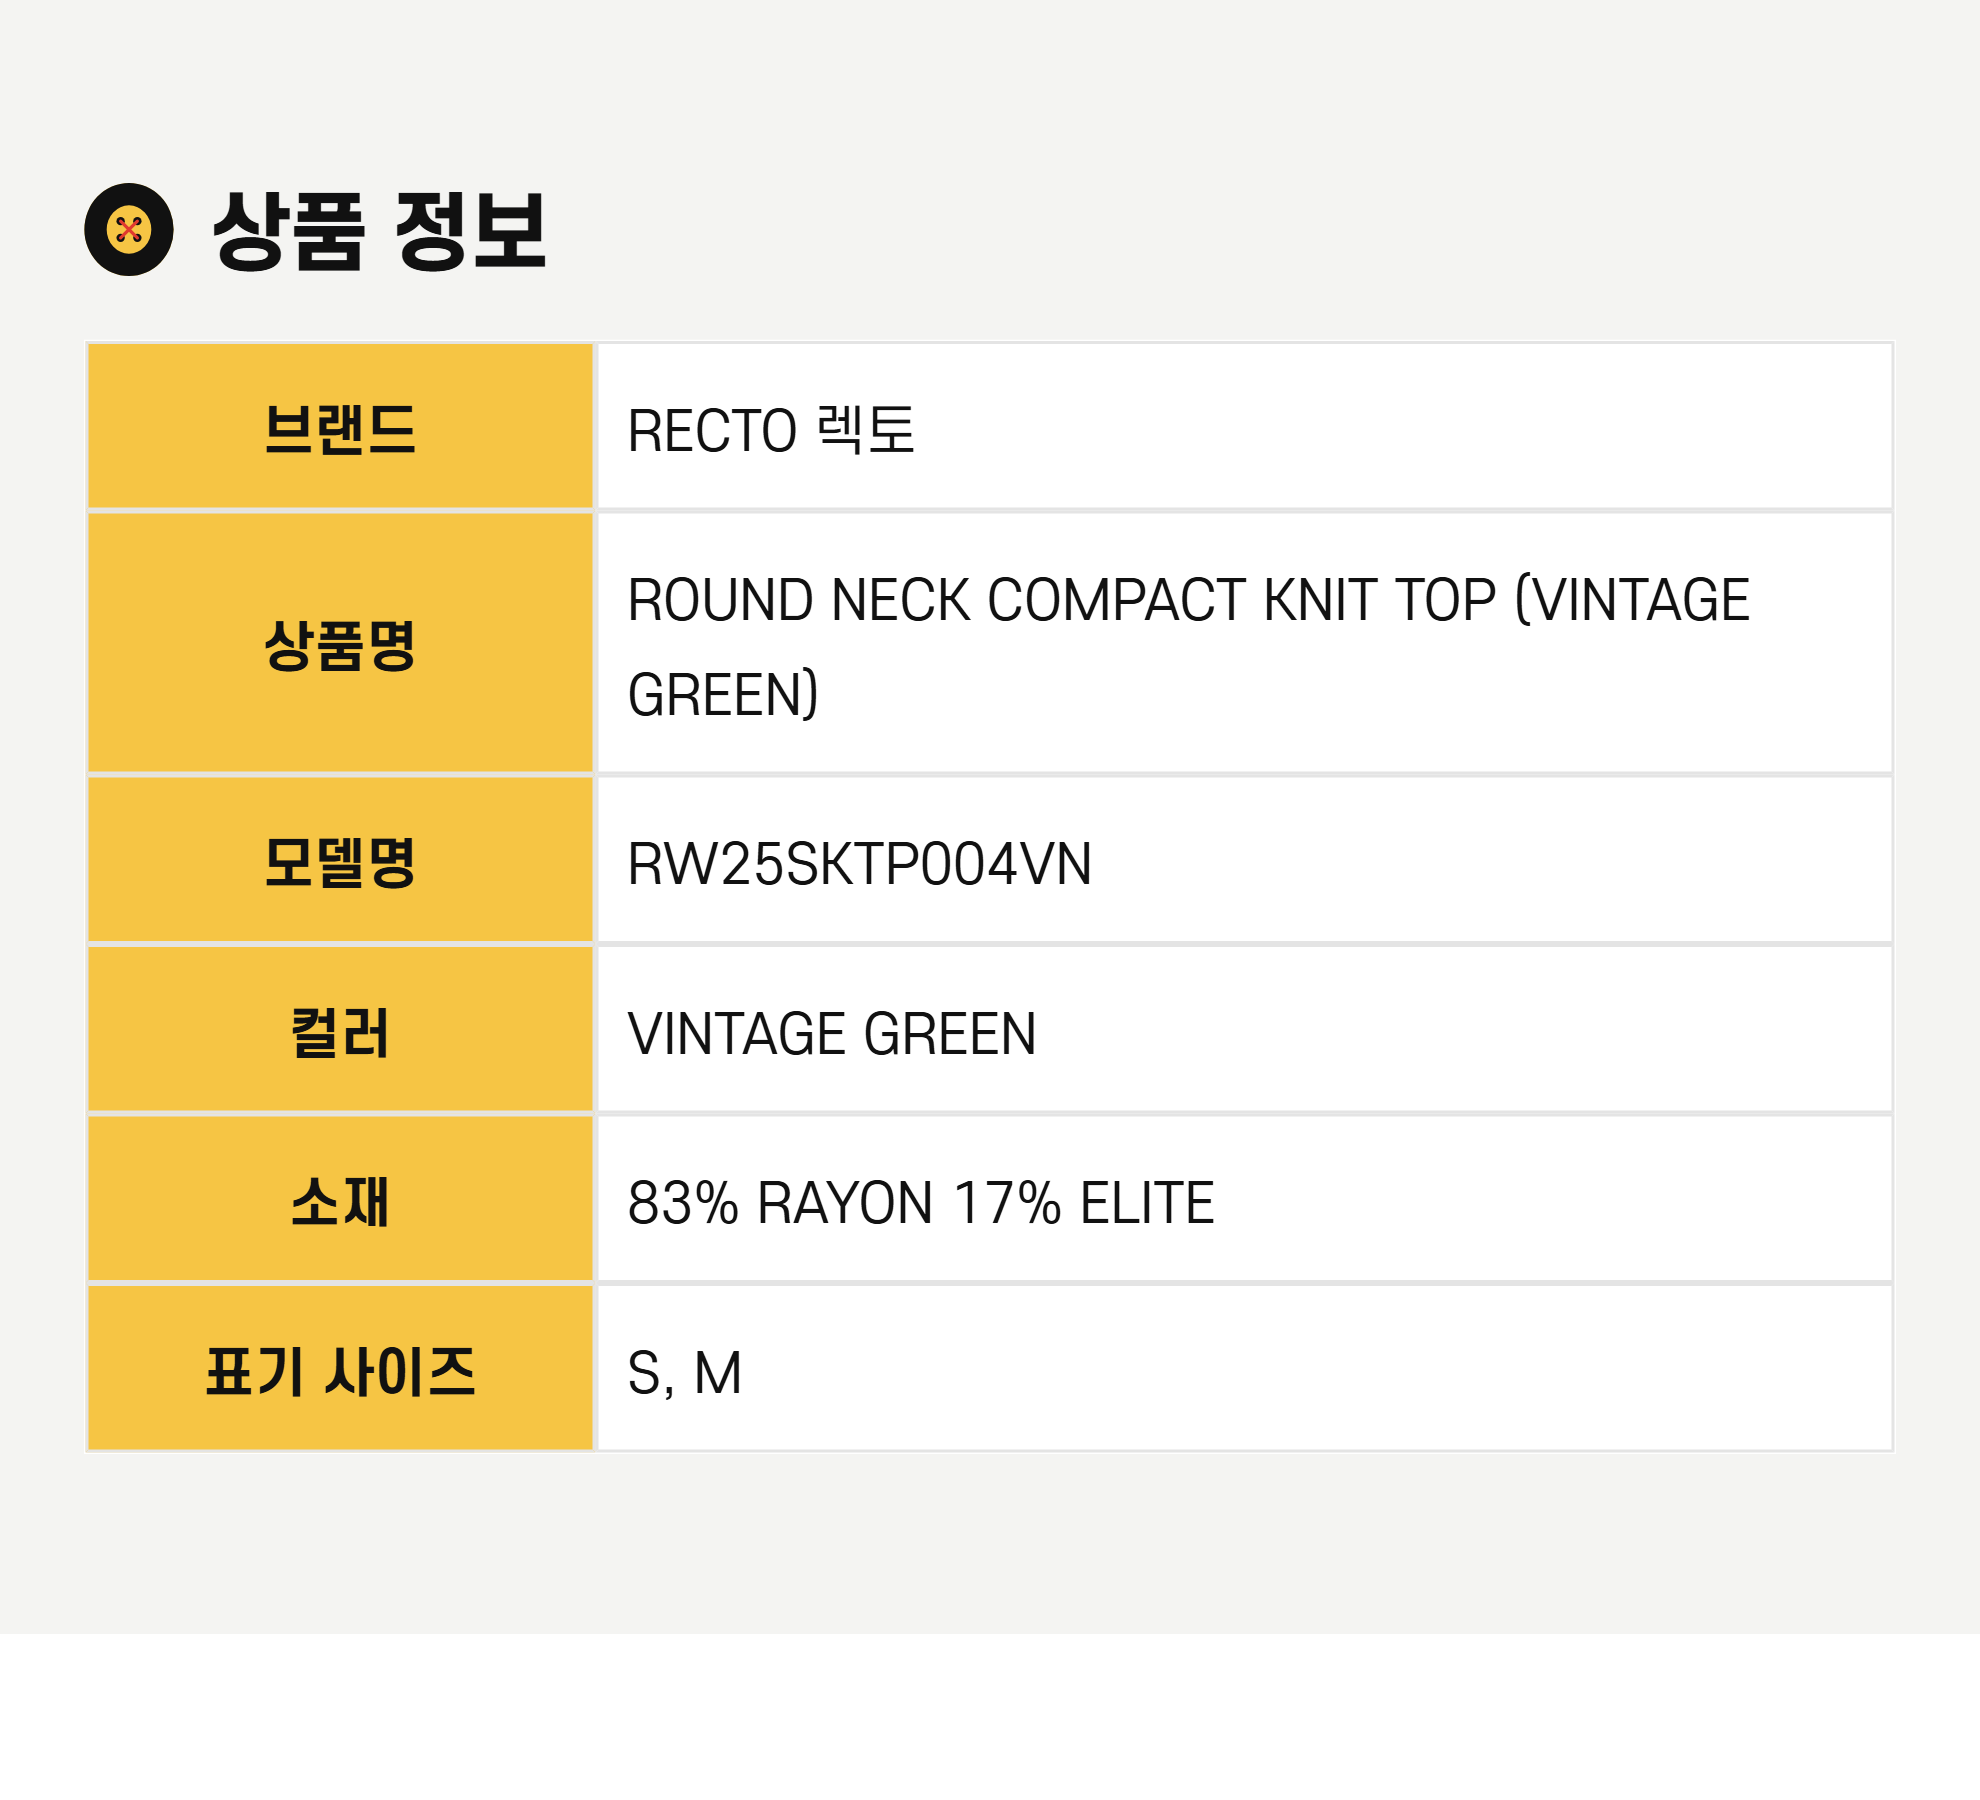 상품 정보
브랜드
RECTO 렉토
상품명
ROUND NECK COMPACT KNIT TOP (VINTAGE
GREEN)
모델명
RW25SKTP004VN
컬러
VINTAGE GREEN
소재
83% RAYON 17% ELITE
표기 사이즈
S, M